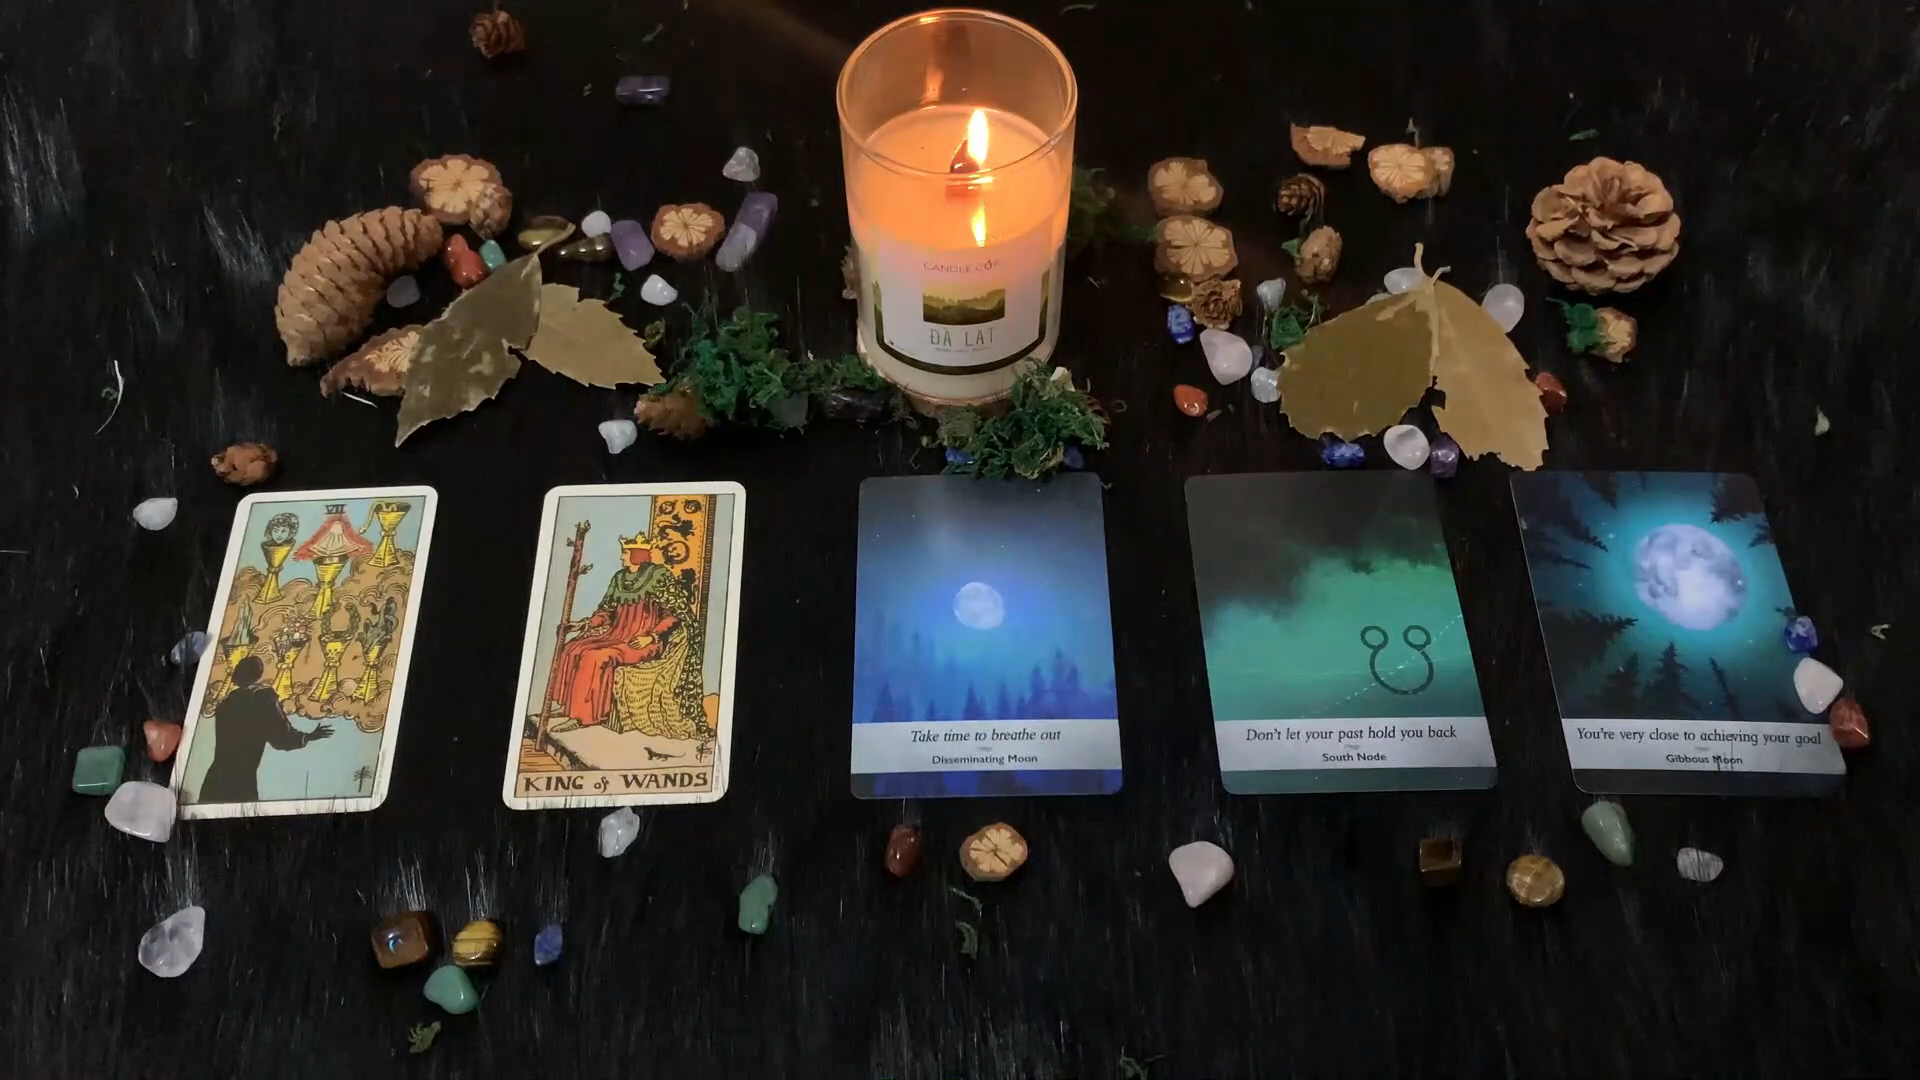 CANDLE.CUP
ĐÀ LẠT
VII
KING of WANDS
Take time to breathe out
Disseminating Moon
Don't let your past hold you back
South Node
You're very close to achieving your goal
Gibbous Moon